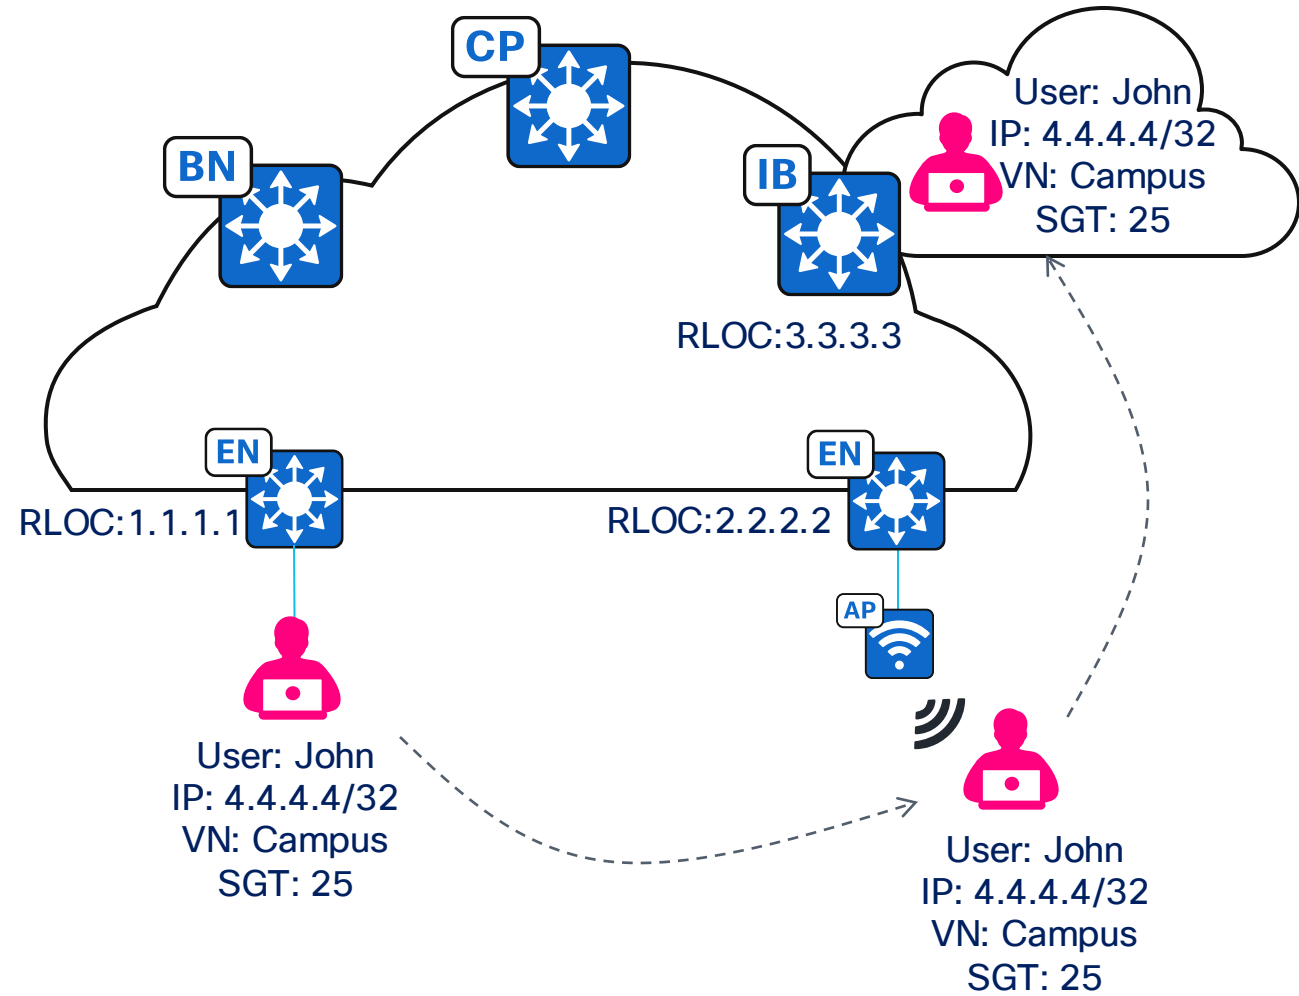 CP
BN
IB
User: John
IP: 4.4.4.4/32
VN: Campus
SGT: 25
RLOC:3.3.3.3
EN
RLOC:1.1.1.1
EN
RLOC:2.2.2.2
AP
User: John
IP: 4.4.4.4/32
VN: Campus
SGT: 25
User: John
IP: 4.4.4.4/32
VN: Campus
SGT: 25